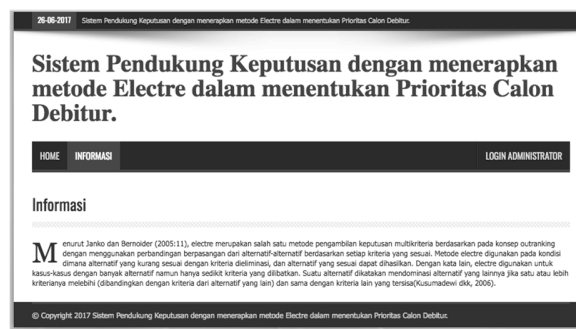 26-06-2017 Sistem Pendukung Keputusan dengan menerapkan metode Electre dalam menentukan Prioritas Calon Debitur.
Sistem Pendukung Keputusan dengan menerapkan
metode Electre dalam menentukan Prioritas Calon
Debitur.
HOME INFORMASI LOGIN ADMINISTRATOR
Informasi
Menurut Janko dan Bernoider (2005:11), electre merupakan salah satu metode pengambilan keputusan multikriteria berdasarkan pada konsep outranking
dengan menggunakan perbandingan berpasangan dari alternatif-alternatif berdasarkan setiap kriteria yang sesuai. Metode electre digunakan pada kondisi
dimana alternatif yang kurang sesuai dengan kriteria dieliminasi, dan alternatif yang sesuai dapat dihasilkan. Dengan kata lain, electre digunakan untuk
kasus-kasus dengan banyak alternatif namun hanya sedikit kriteria yang dilibatkan. Suatu alternatif dikatakan mendominasi alternatif yang lainnya jika satu atau lebih
kriterianya melebihi (dibandingkan dengan kriteria dari alternatif yang lain) dan sama dengan kriteria lain yang tersisa(Kusumadewi dkk, 2006).
© Copyright 2017 Sistem Pendukung Keputusan dengan menerapkan metode Electre dalam menentukan Prioritas Calon Debitur.